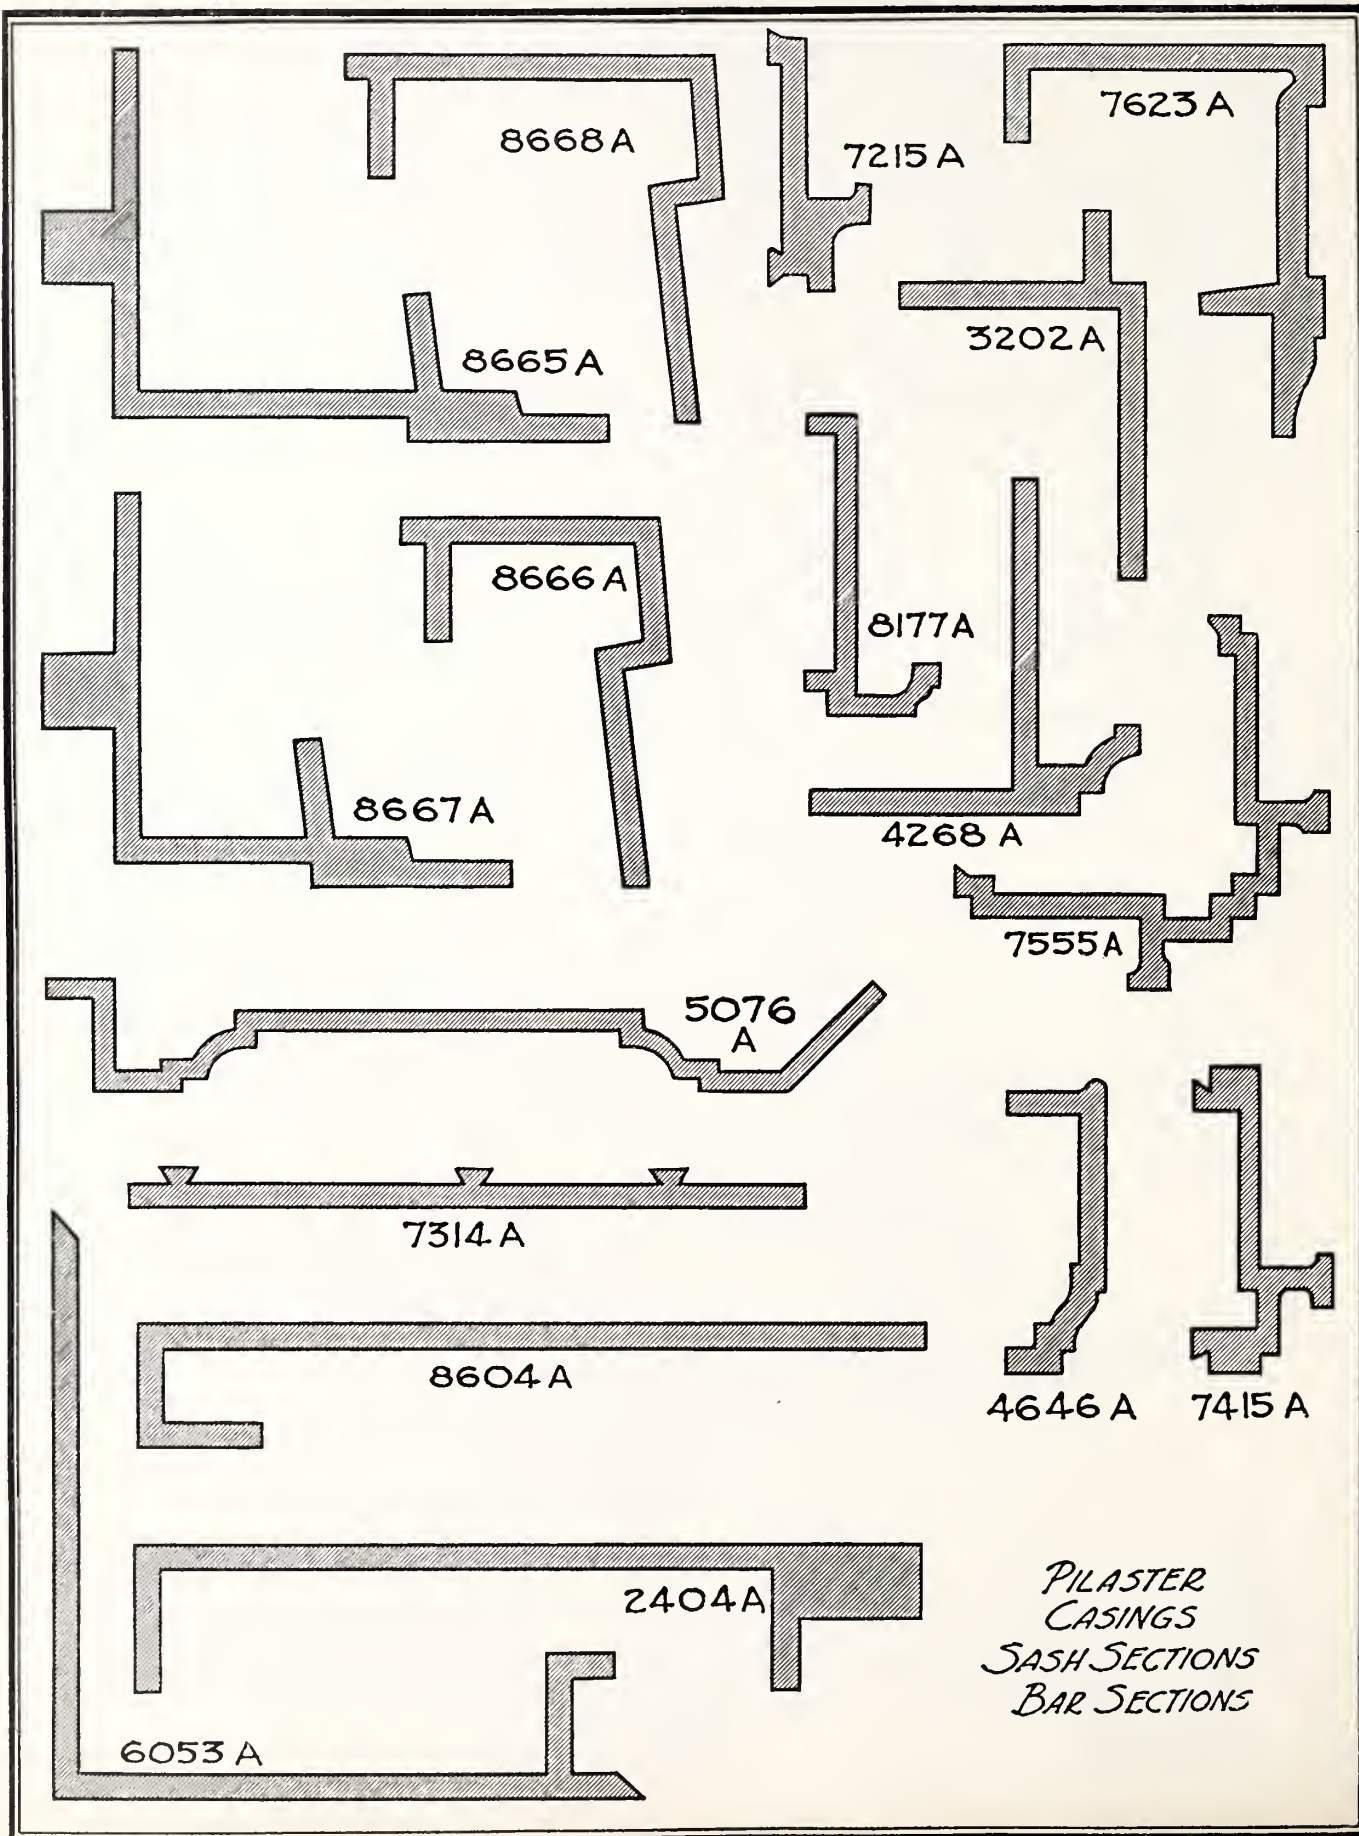 8668 A
7215 A
7623 A
8665 A
3202 A
8666 A
8177 A
8667 A
4268 A
7555 A
5076
A
7314 A
8604 A
4646 A
7415 A
2404 A
6053 A
PILASTER
CASINGS
SASH SECTIONS
BAR SECTIONS